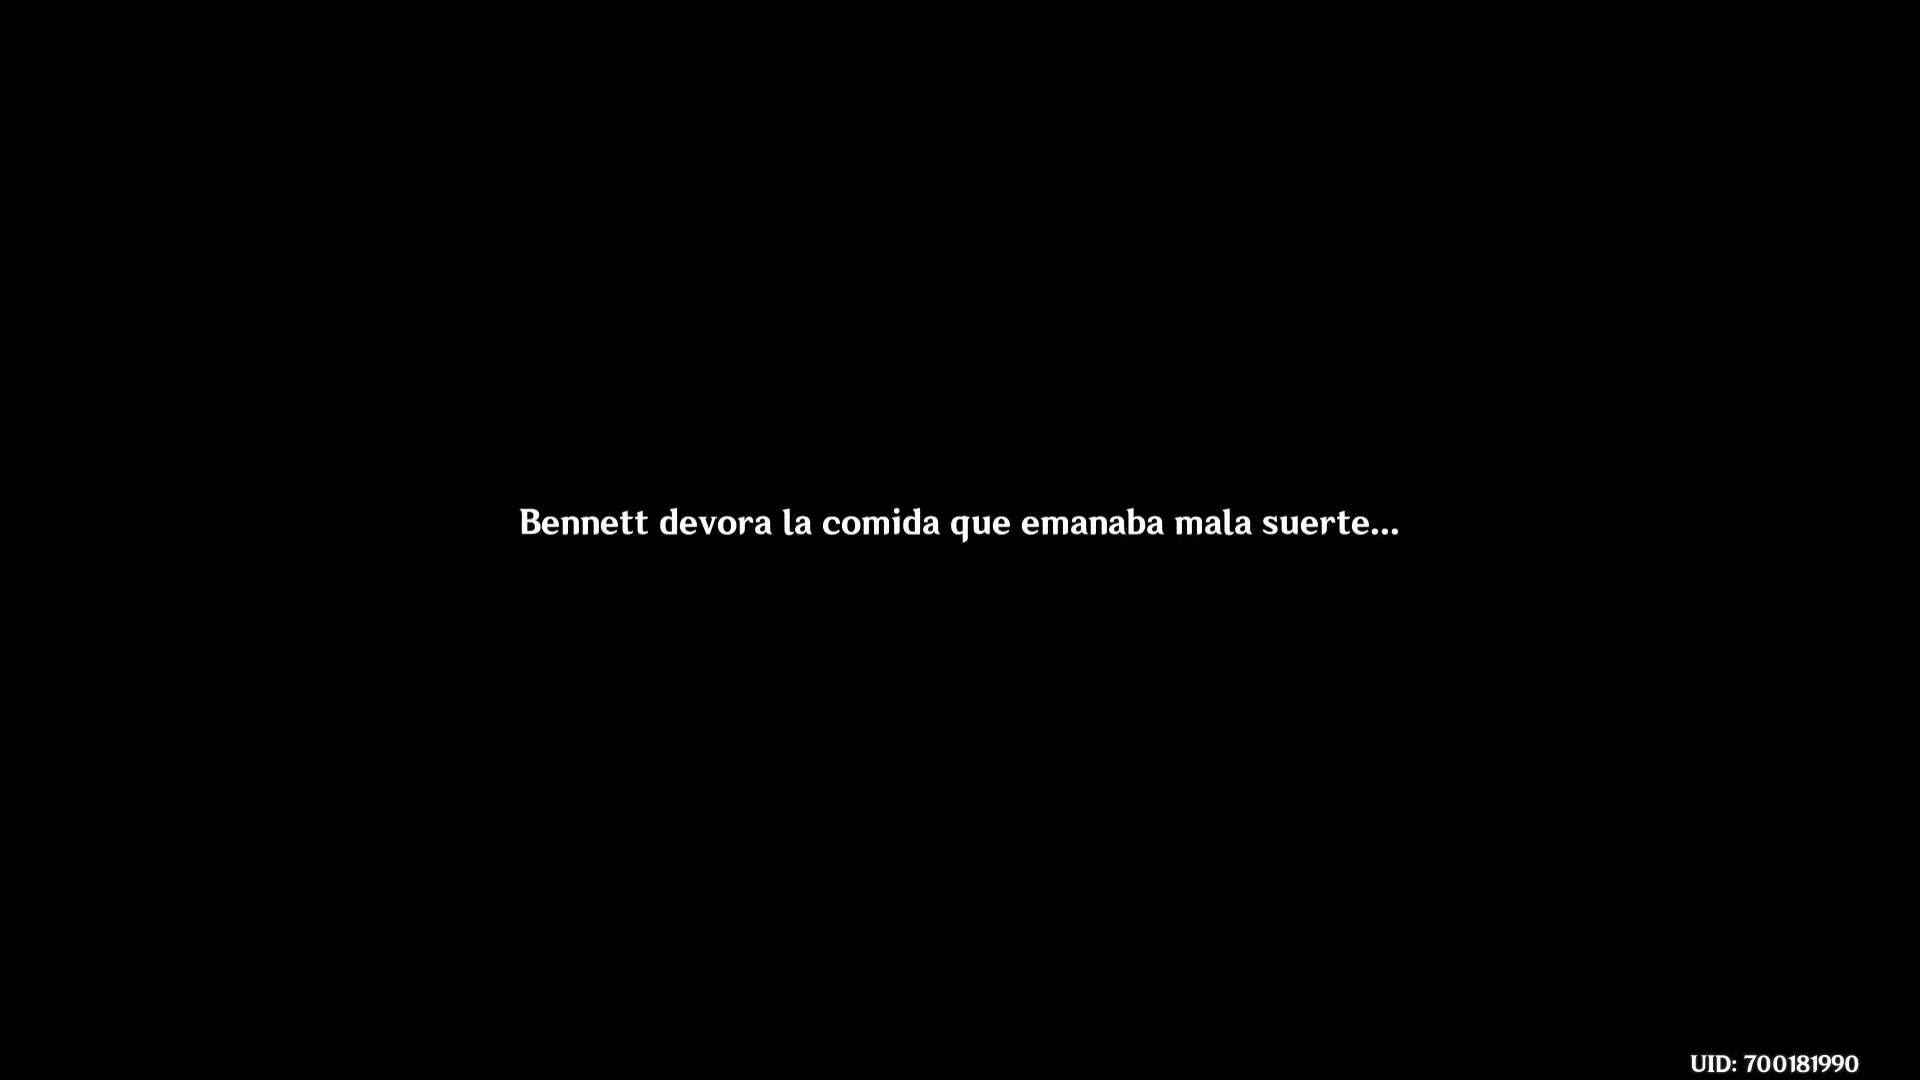 Bennett devora la comida que emanaba mala suerte...
UID: 700181990